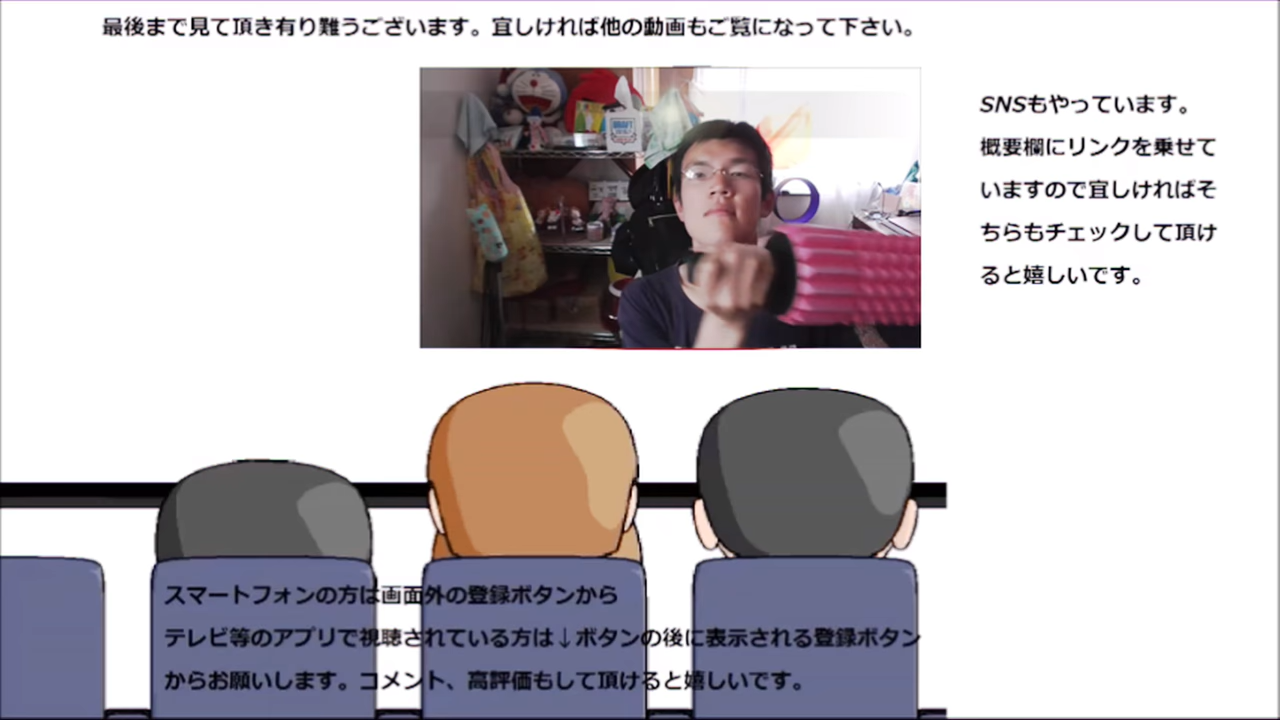 最後まで見て頂き有り難うございます。宜しければ他の動画もご覧になって下さい。
SNSもやっています。
概要欄にリンクを乗せて
いますので宜しければそ
ちらもチェックして頂け
ると嬉しいです。
スマートフォンの方は画面外の登録ボタンから
テレビ等のアプリで視聴されている方は↓ボタンの後に表示される登録ボタン
からお願いします。コメント、高評価もして頂けると嬉しいです。